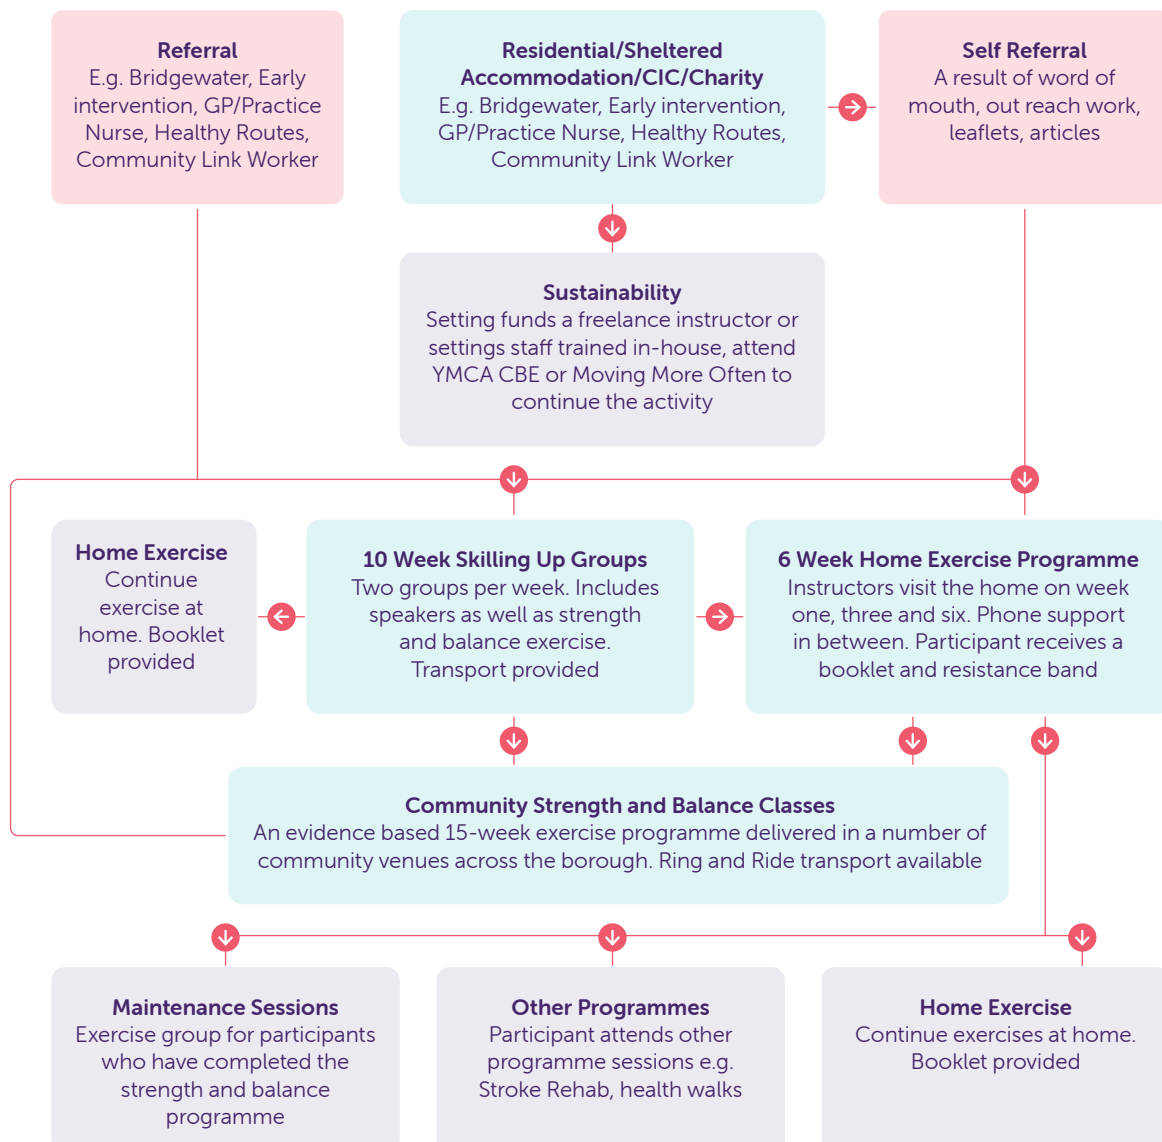 Referral
E.g. Bridgewater, Early
intervention, GP/Practice
Nurse, Healthy Routes,
Community Link Worker
Residential/Sheltered
Accommodation/CIC/Charity
E.g. Bridgewater, Early intervention,
GP/Practice Nurse, Healthy Routes,
Community Link Worker
Self Referral
A result of word of
mouth, out reach work,
leaflets, articles
Sustainability
Setting funds a freelance instructor or
settings staff trained in-house, attend
YMCA CBE or Moving More Often to
continue the activity
Home Exercise
Continue
exercise at
home. Booklet
provided
10 Week Skilling Up Groups
Two groups per week. Includes
speakers as well as strength
and balance exercise.
Transport provided
6 Week Home Exercise Programme
Instructors visit the home on week
one, three and six. Phone support
in between. Participant receives a
booklet and resistance band
Community Strength and Balance Classes
An evidence based 15-week exercise programme delivered in a number of
community venues across the borough. Ring and Ride transport available
Maintenance Sessions
Exercise group for participants
who have completed the
strength and balance
programme
Other Programmes
Participant attends other
programme sessions e.g.
Stroke Rehab, health walks
Home Exercise
Continue exercises at home.
Booklet provided